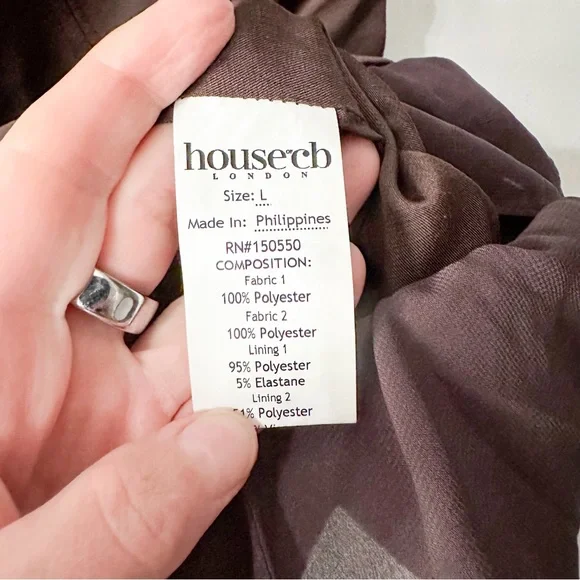 house of cb
LONDON
Size: L
Made In: Philippines
RN#150550
COMPOSITION:
Fabric 1
100% Polyester
Fabric 2
100% Polyester
Lining 1
95% Polyester
5% Elastane
Lining 2
Polyester